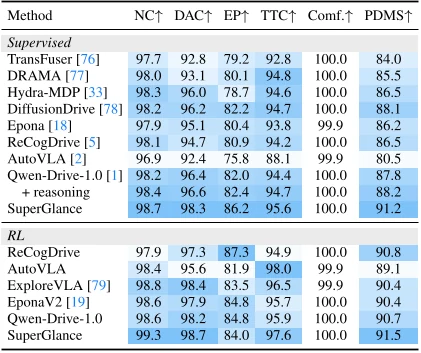 Method NC↑ DAC↑ EP↑ TTC↑ Comf.↑ PDMS↑
Supervised
TransFuser [76] 97.7 92.8 79.2 92.8 100.0 84.0
DRAMA [77] 98.0 93.1 80.1 94.8 100.0 85.5
Hydra-MDP [33] 98.3 96.0 78.7 94.6 100.0 86.5
DiffusionDrive [78] 98.2 96.2 82.2 94.7 100.0 88.1
Epona [18] 97.9 95.1 80.4 93.8 99.9 86.2
ReCogDrive [5] 98.1 94.7 80.9 94.2 100.0 86.5
AutoVLA [2] 96.9 92.4 75.8 88.1 99.9 80.5
Qwen-Drive-1.0 [1] 98.2 96.4 82.0 94.4 100.0 87.8
+ reasoning 98.4 96.6 82.4 94.7 100.0 88.2
SuperGlance 98.7 98.3 86.2 95.6 100.0 91.2
RL
ReCogDrive 97.9 97.3 87.3 94.9 100.0 90.8
AutoVLA 98.4 95.6 81.9 98.0 99.9 89.1
ExploreVLA [79] 98.8 98.4 83.5 96.5 99.9 90.4
EponaV2 [19] 98.6 97.9 84.8 95.7 100.0 90.4
Qwen-Drive-1.0 98.6 98.2 84.8 95.9 100.0 90.7
SuperGlance 99.3 98.7 84.0 97.6 100.0 91.5